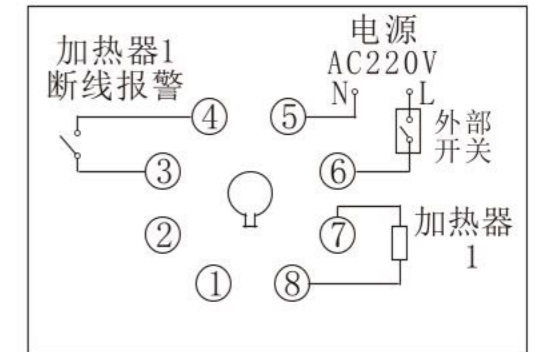 加热器1
断线报警
电源
AC220V
N L
外部
开关
④ ⑤
③ ⑥
② ⑦
加热器
1
① ⑧